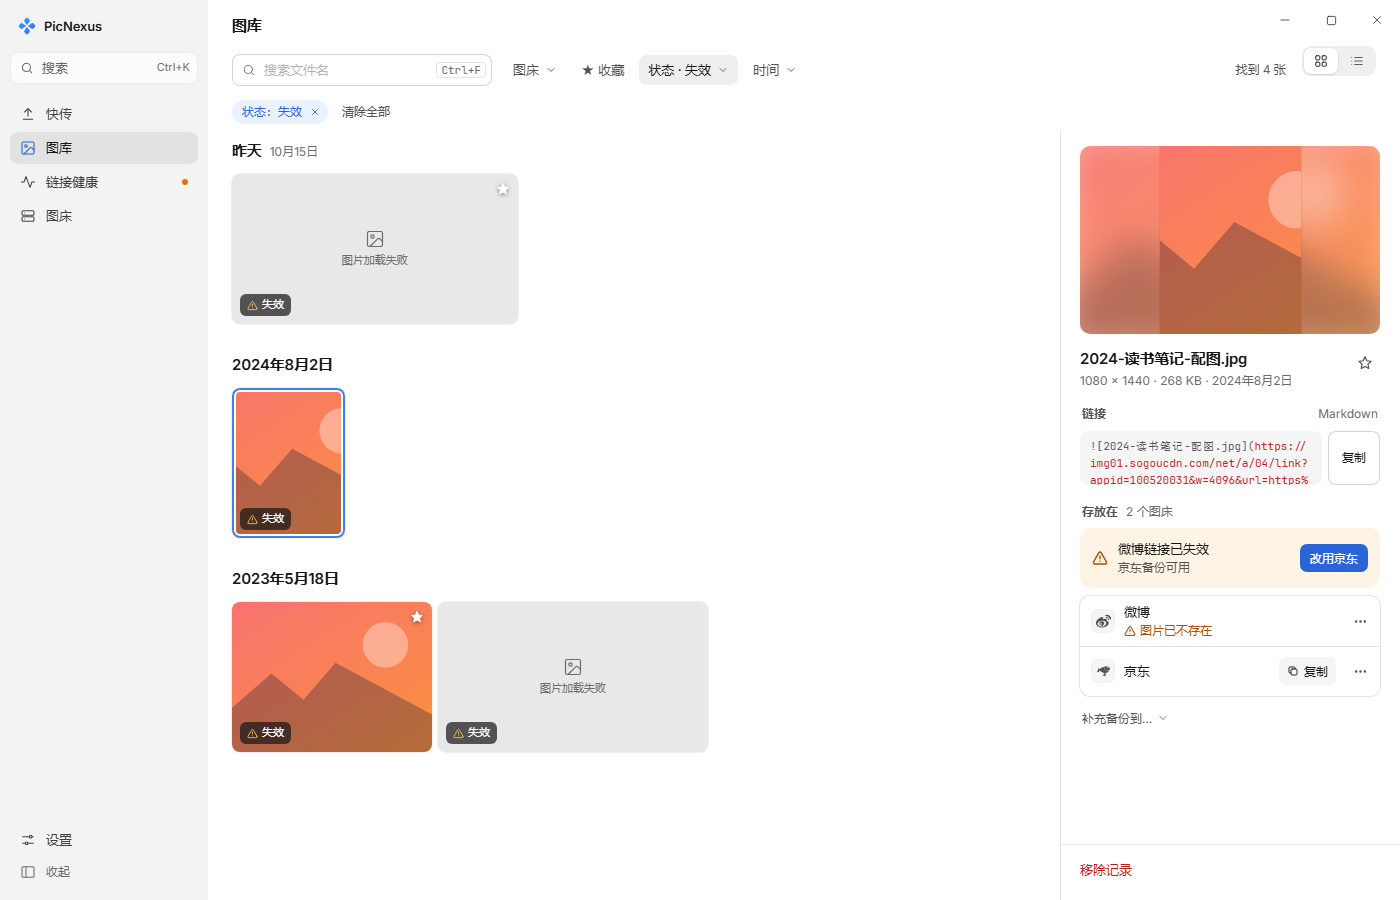 PicNexus
搜索 Ctrl+K
快传
图库
链接健康
图床
设置
收起
图库
搜索文件名 Ctrl+F
图床
★ 收藏
状态 · 失效
时间
找到 4 张
状态: 失效 ×
清除全部
昨天 10月15日
图片加载失败
失效
2024年8月2日
失效
2023年5月18日
失效
图片加载失败
失效
2024-读书笔记-配图.jpg
1080 × 1440 · 268 KB · 2024年8月2日
链接 Markdown
![2024-读书笔记-配图.jpg](https://
img01.sogoucdn.com/net/a/04/link?
appid=100520031&w=4096&url=https%
复制
存放在 2 个图床
微博链接已失效
京东备份可用
改用京东
微博
图片已不存在
京东
复制
补充备份到...
移除记录